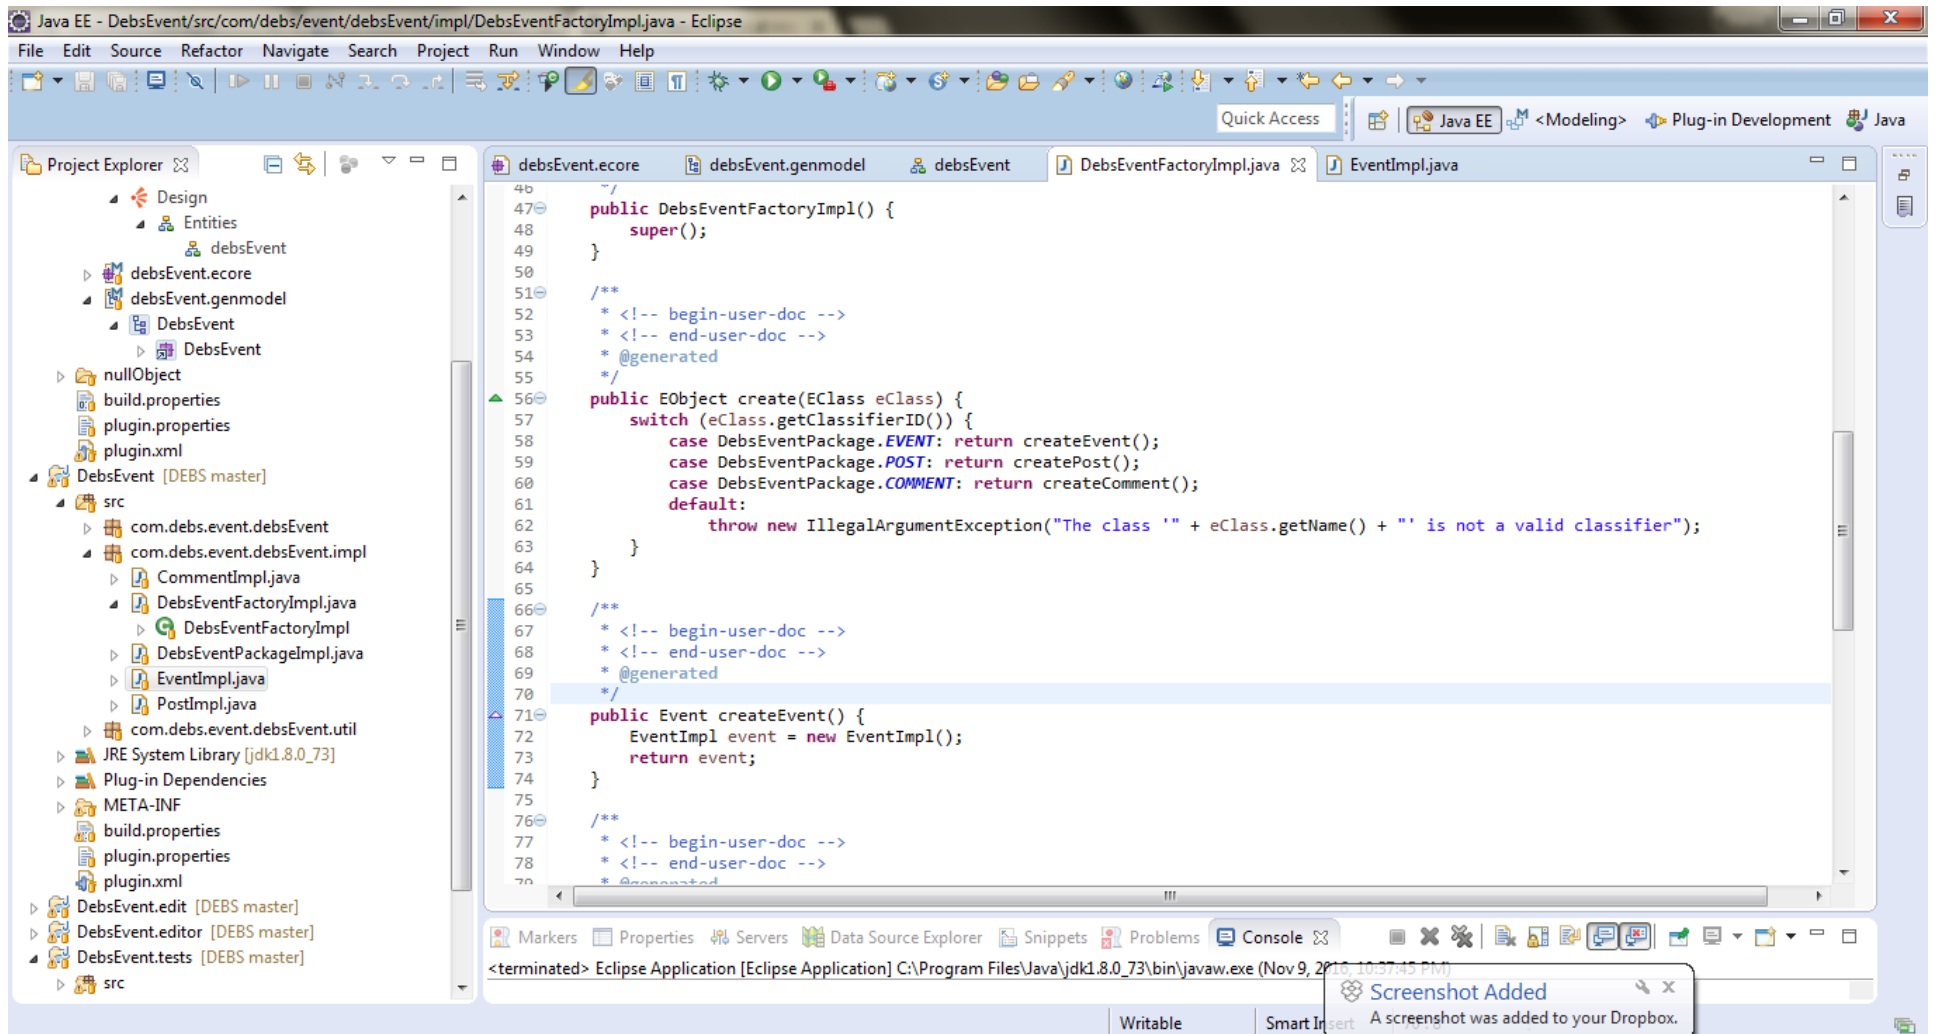 Java EE - DebsEvent/src/com/debs/event/debsEvent/impl/DebsEventFactoryImpl.java - Eclipse
File Edit Source Refactor Navigate Search Project Run Window Help
Quick Access
Java EE <Modeling> Plug-in Development Java
Project Explorer
Design
Entities
debsEvent
debsEvent.ecore
debsEvent.genmodel
DebsEvent
DebsEvent
nullObject
build.properties
plugin.properties
plugin.xml
DebsEvent [DEBS master]
src
com.debs.event.debsEvent
com.debs.event.debsEvent.impl
CommentImpl.java
DebsEventFactoryImpl.java
DebsEventFactoryImpl
DebsEventPackageImpl.java
EventImpl.java
PostImpl.java
com.debs.event.debsEvent.util
JRE System Library [jdk1.8.0_73]
Plug-in Dependencies
META-INF
build.properties
plugin.properties
plugin.xml
DebsEvent.edit [DEBS master]
DebsEvent.editor [DEBS master]
DebsEvent.tests [DEBS master]
src
debsEvent.ecore debsEvent.genmodel debsEvent DebsEventFactoryImpl.java EventImpl.java
46 */
47 public DebsEventFactoryImpl() {
48 super();
49 }
50
51 /**
52 * <!-- begin-user-doc -->
53 * <!-- end-user-doc -->
54 * @generated
55 */
56 public EObject create(EClass eClass) {
57 switch (eClass.getClassifierID()) {
58 case DebsEventPackage.EVENT: return createEvent();
59 case DebsEventPackage.POST: return createPost();
60 case DebsEventPackage.COMMENT: return createComment();
61 default:
62 throw new IllegalArgumentException("The class '" + eClass.getName() + "' is not a valid classifier");
63 }
64 }
65
66 /**
67 * <!-- begin-user-doc -->
68 * <!-- end-user-doc -->
69 * @generated
70 */
71 public Event createEvent() {
72 EventImpl event = new EventImpl();
73 return event;
74 }
75
76 /**
77 * <!-- begin-user-doc -->
78 * <!-- end-user-doc -->
79 * @generated
Markers Properties Servers Data Source Explorer Snippets Problems Console
<terminated> Eclipse Application [Eclipse Application] C:\Program Files\Java\jdk1.8.0_73\bin\javaw.exe (Nov 9, 2016, 10:37:45 PM)
Screenshot Added
A screenshot was added to your Dropbox.
Writable Smart Insert